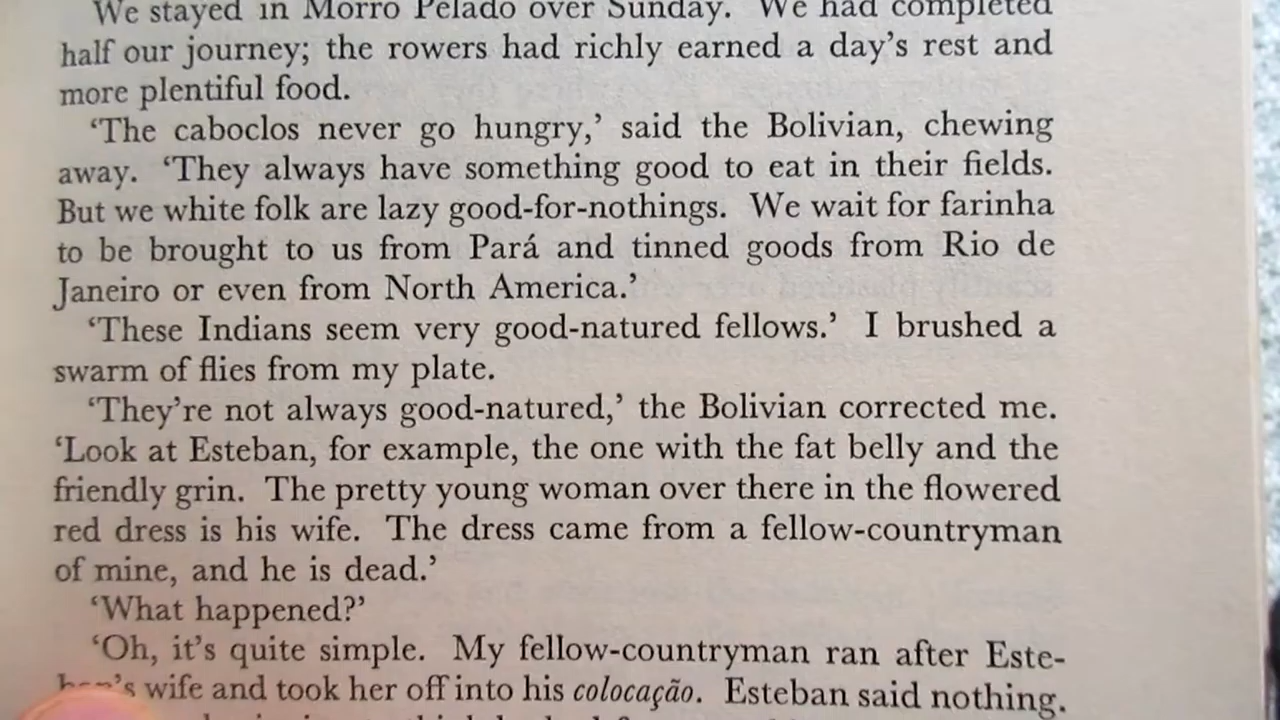 We stayed in Morro Pelado over Sunday. We had completed
half our journey; the rowers had richly earned a day's rest and
more plentiful food.
‘The caboclos never go hungry,’ said the Bolivian, chewing
away. ‘They always have something good to eat in their fields.
But we white folk are lazy good-for-nothings. We wait for farinha
to be brought to us from Pará and tinned goods from Rio de
Janeiro or even from North America.’
‘These Indians seem very good-natured fellows.’ I brushed a
swarm of flies from my plate.
‘They're not always good-natured,’ the Bolivian corrected me.
‘Look at Esteban, for example, the one with the fat belly and the
friendly grin. The pretty young woman over there in the flowered
red dress is his wife. The dress came from a fellow-countryman
of mine, and he is dead.’
‘What happened?’
‘Oh, it's quite simple. My fellow-countryman ran after Este-
ban's wife and took her off into his colocação. Esteban said nothing.